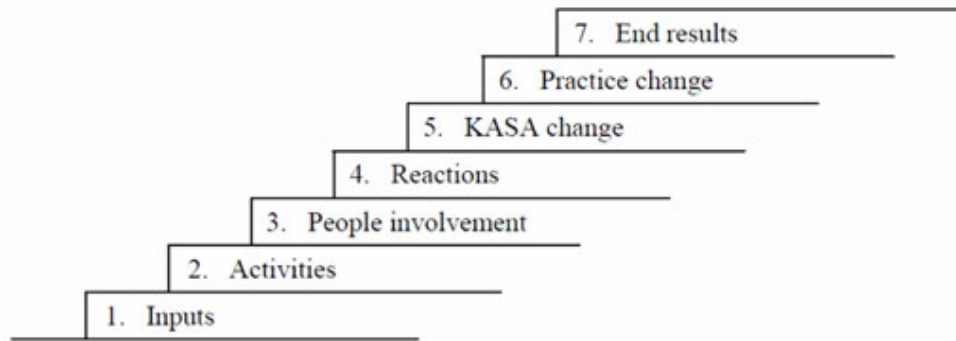 7. End results
6. Practice change
5. KASA change
4. Reactions
3. People involvement
2. Activities
1. Inputs